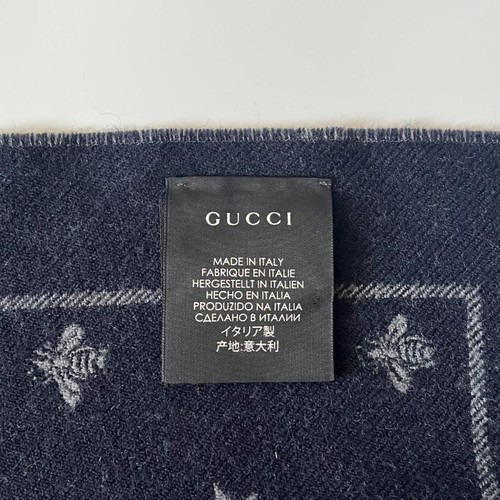 GUCCI
MADE IN ITALY
FABRIQUE EN ITALIE
HERGESTELLT IN ITALIEN
HECHO EN ITALIA
PRODUZIDO NA ITALIA
СДЕЛАНО В ИТАЛИИ
イタリア製
产地:意大利